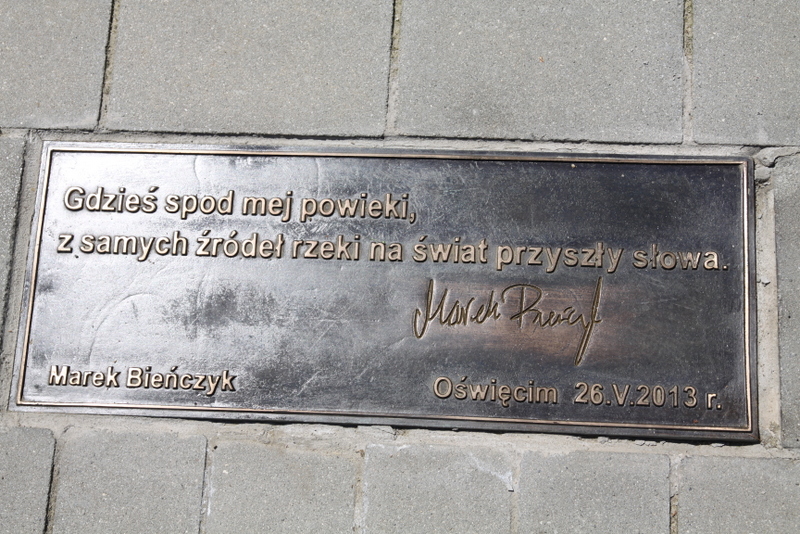 Gdzieś spod mej powieki,
z samych źródeł rzeki na świat przyszły słowa.
Marek Bieńczyk
Oświęcim 26.V.2013 r.